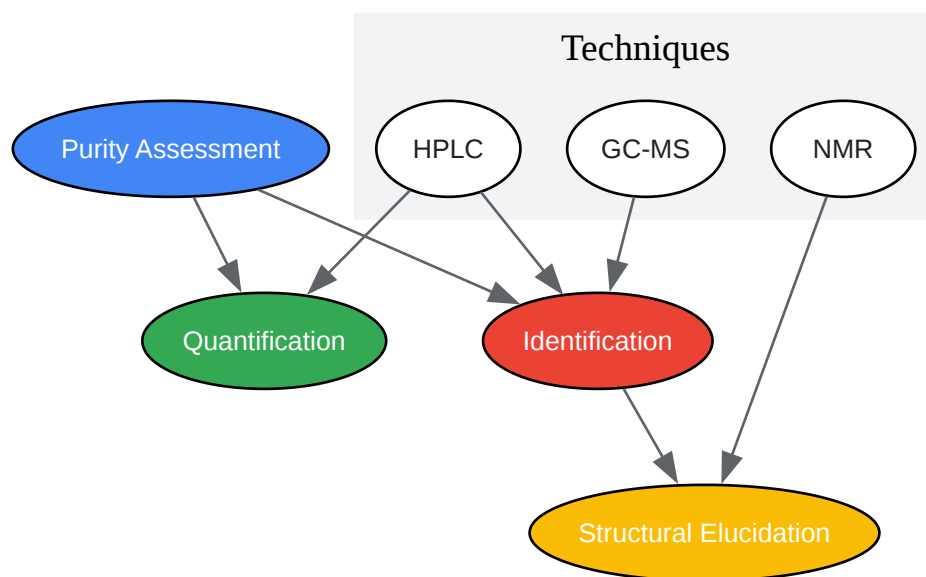 Techniques
Purity Assessment
HPLC
GC-MS
NMR
Quantification
Identification
Structural Elucidation